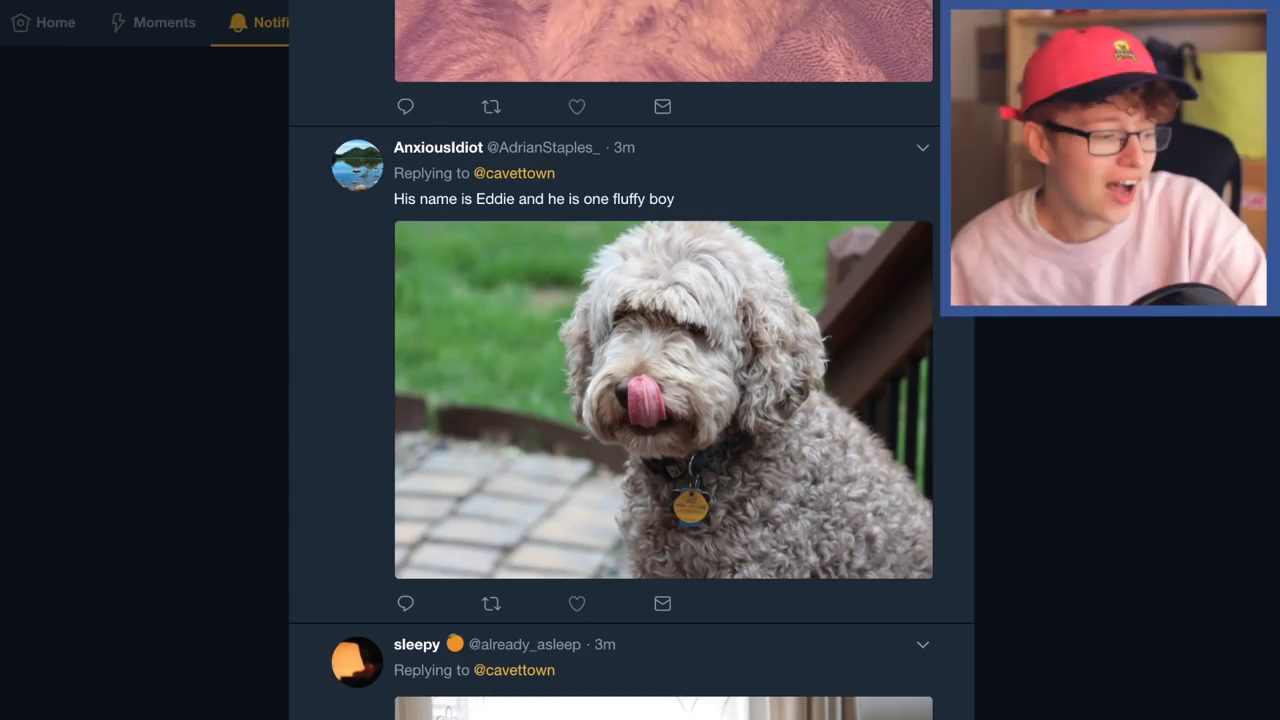 Home
Moments
Notifi
AnxiousIdiot @AdrianStaples_ · 3m
Replying to @cavettown
His name is Eddie and he is one fluffy boy
sleepy @already_asleep · 3m
Replying to @cavettown